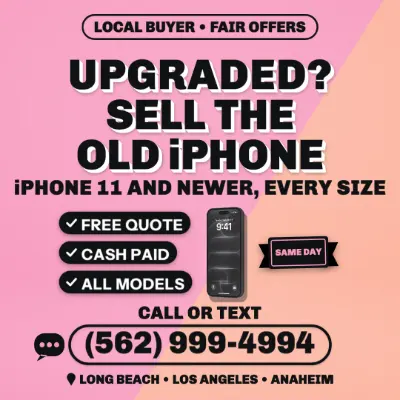 LOCAL BUYER • FAIR OFFERS
UPGRADED?
SELL THE
OLD iPHONE
iPHONE 11 AND NEWER, EVERY SIZE
FREE QUOTE
CASH PAID
ALL MODELS
9:41
SAME DAY
CALL OR TEXT
(562) 999-4994
LONG BEACH • LOS ANGELES • ANAHEIM